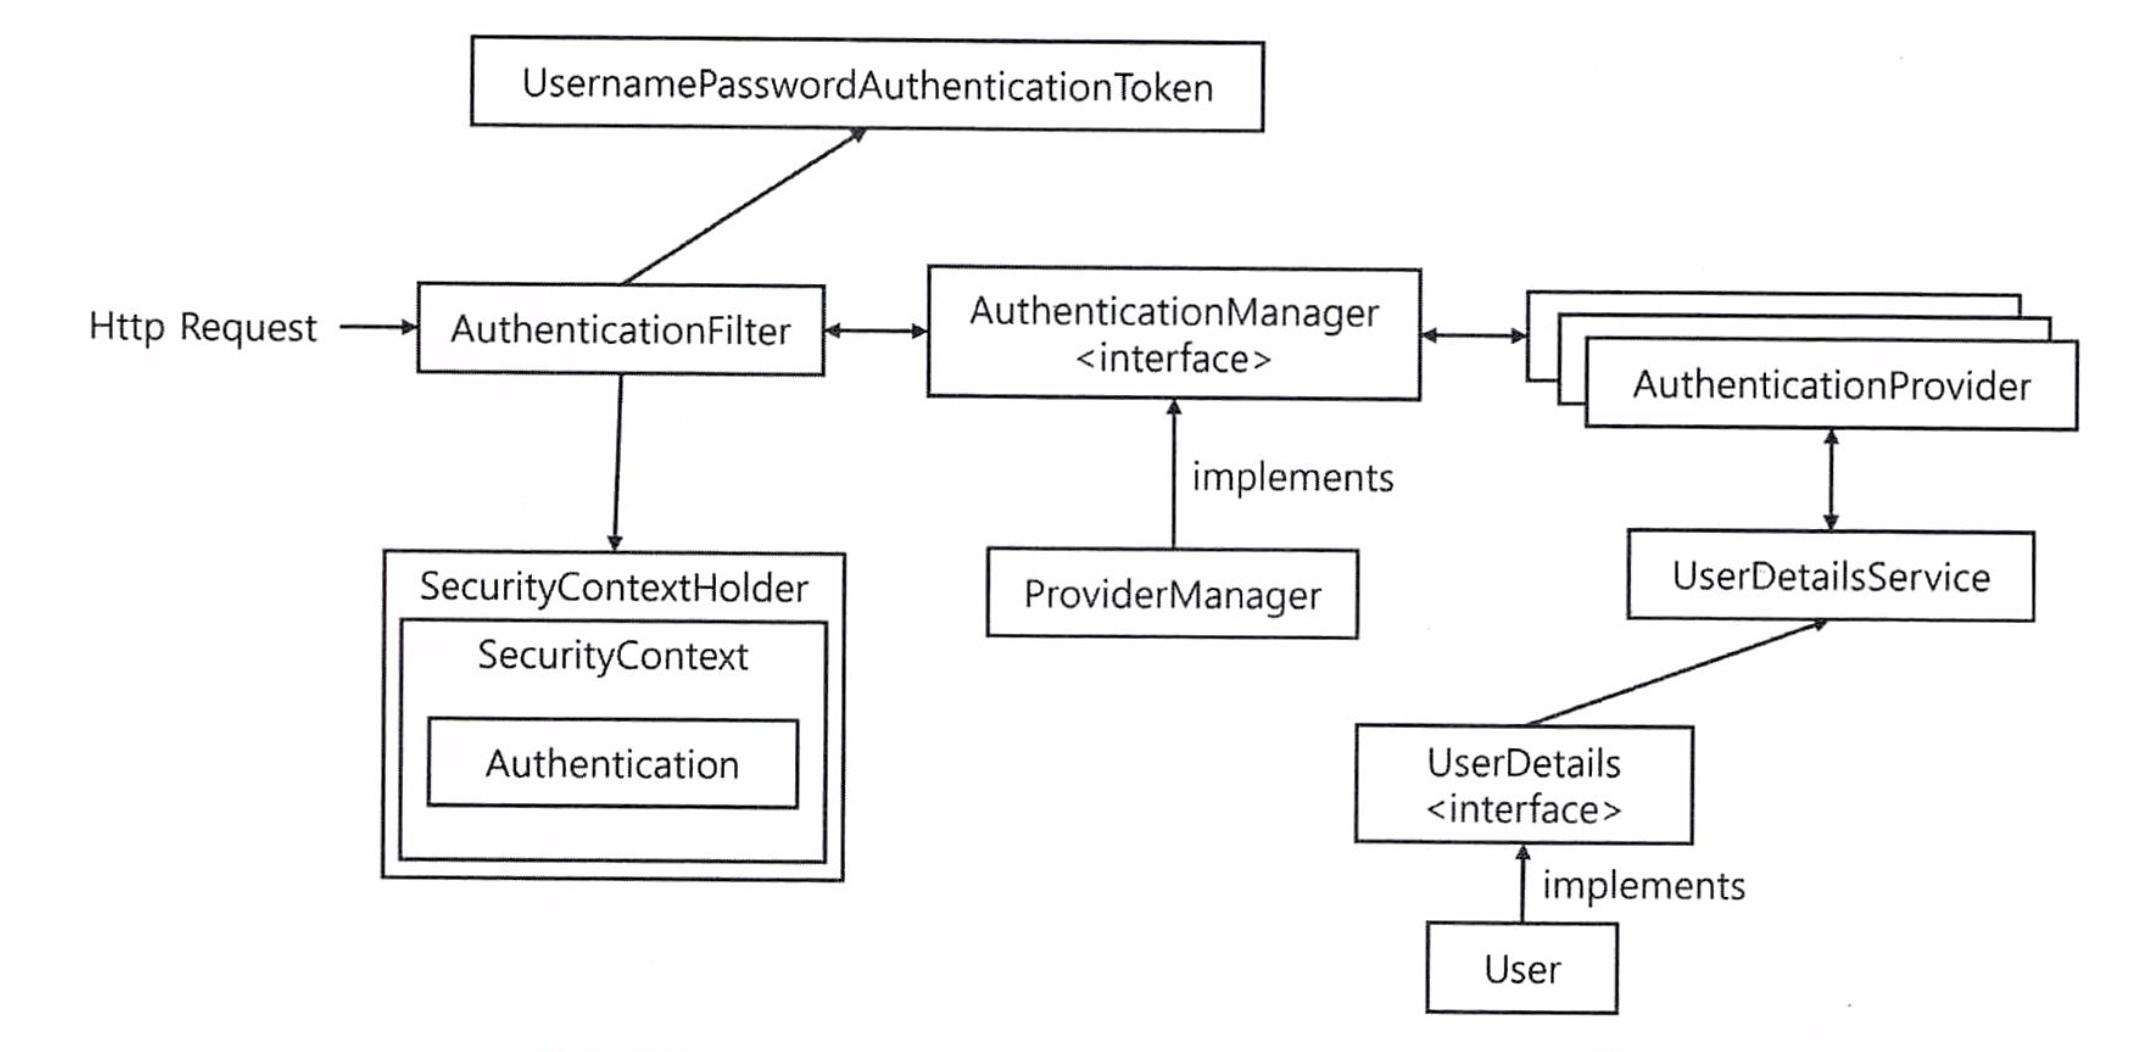 UsernamePasswordAuthenticationToken
Http Request
AuthenticationFilter
AuthenticationManager
<interface>
AuthenticationProvider
implements
SecurityContextHolder
ProviderManager
UserDetailsService
SecurityContext
Authentication
UserDetails
<interface>
implements
User